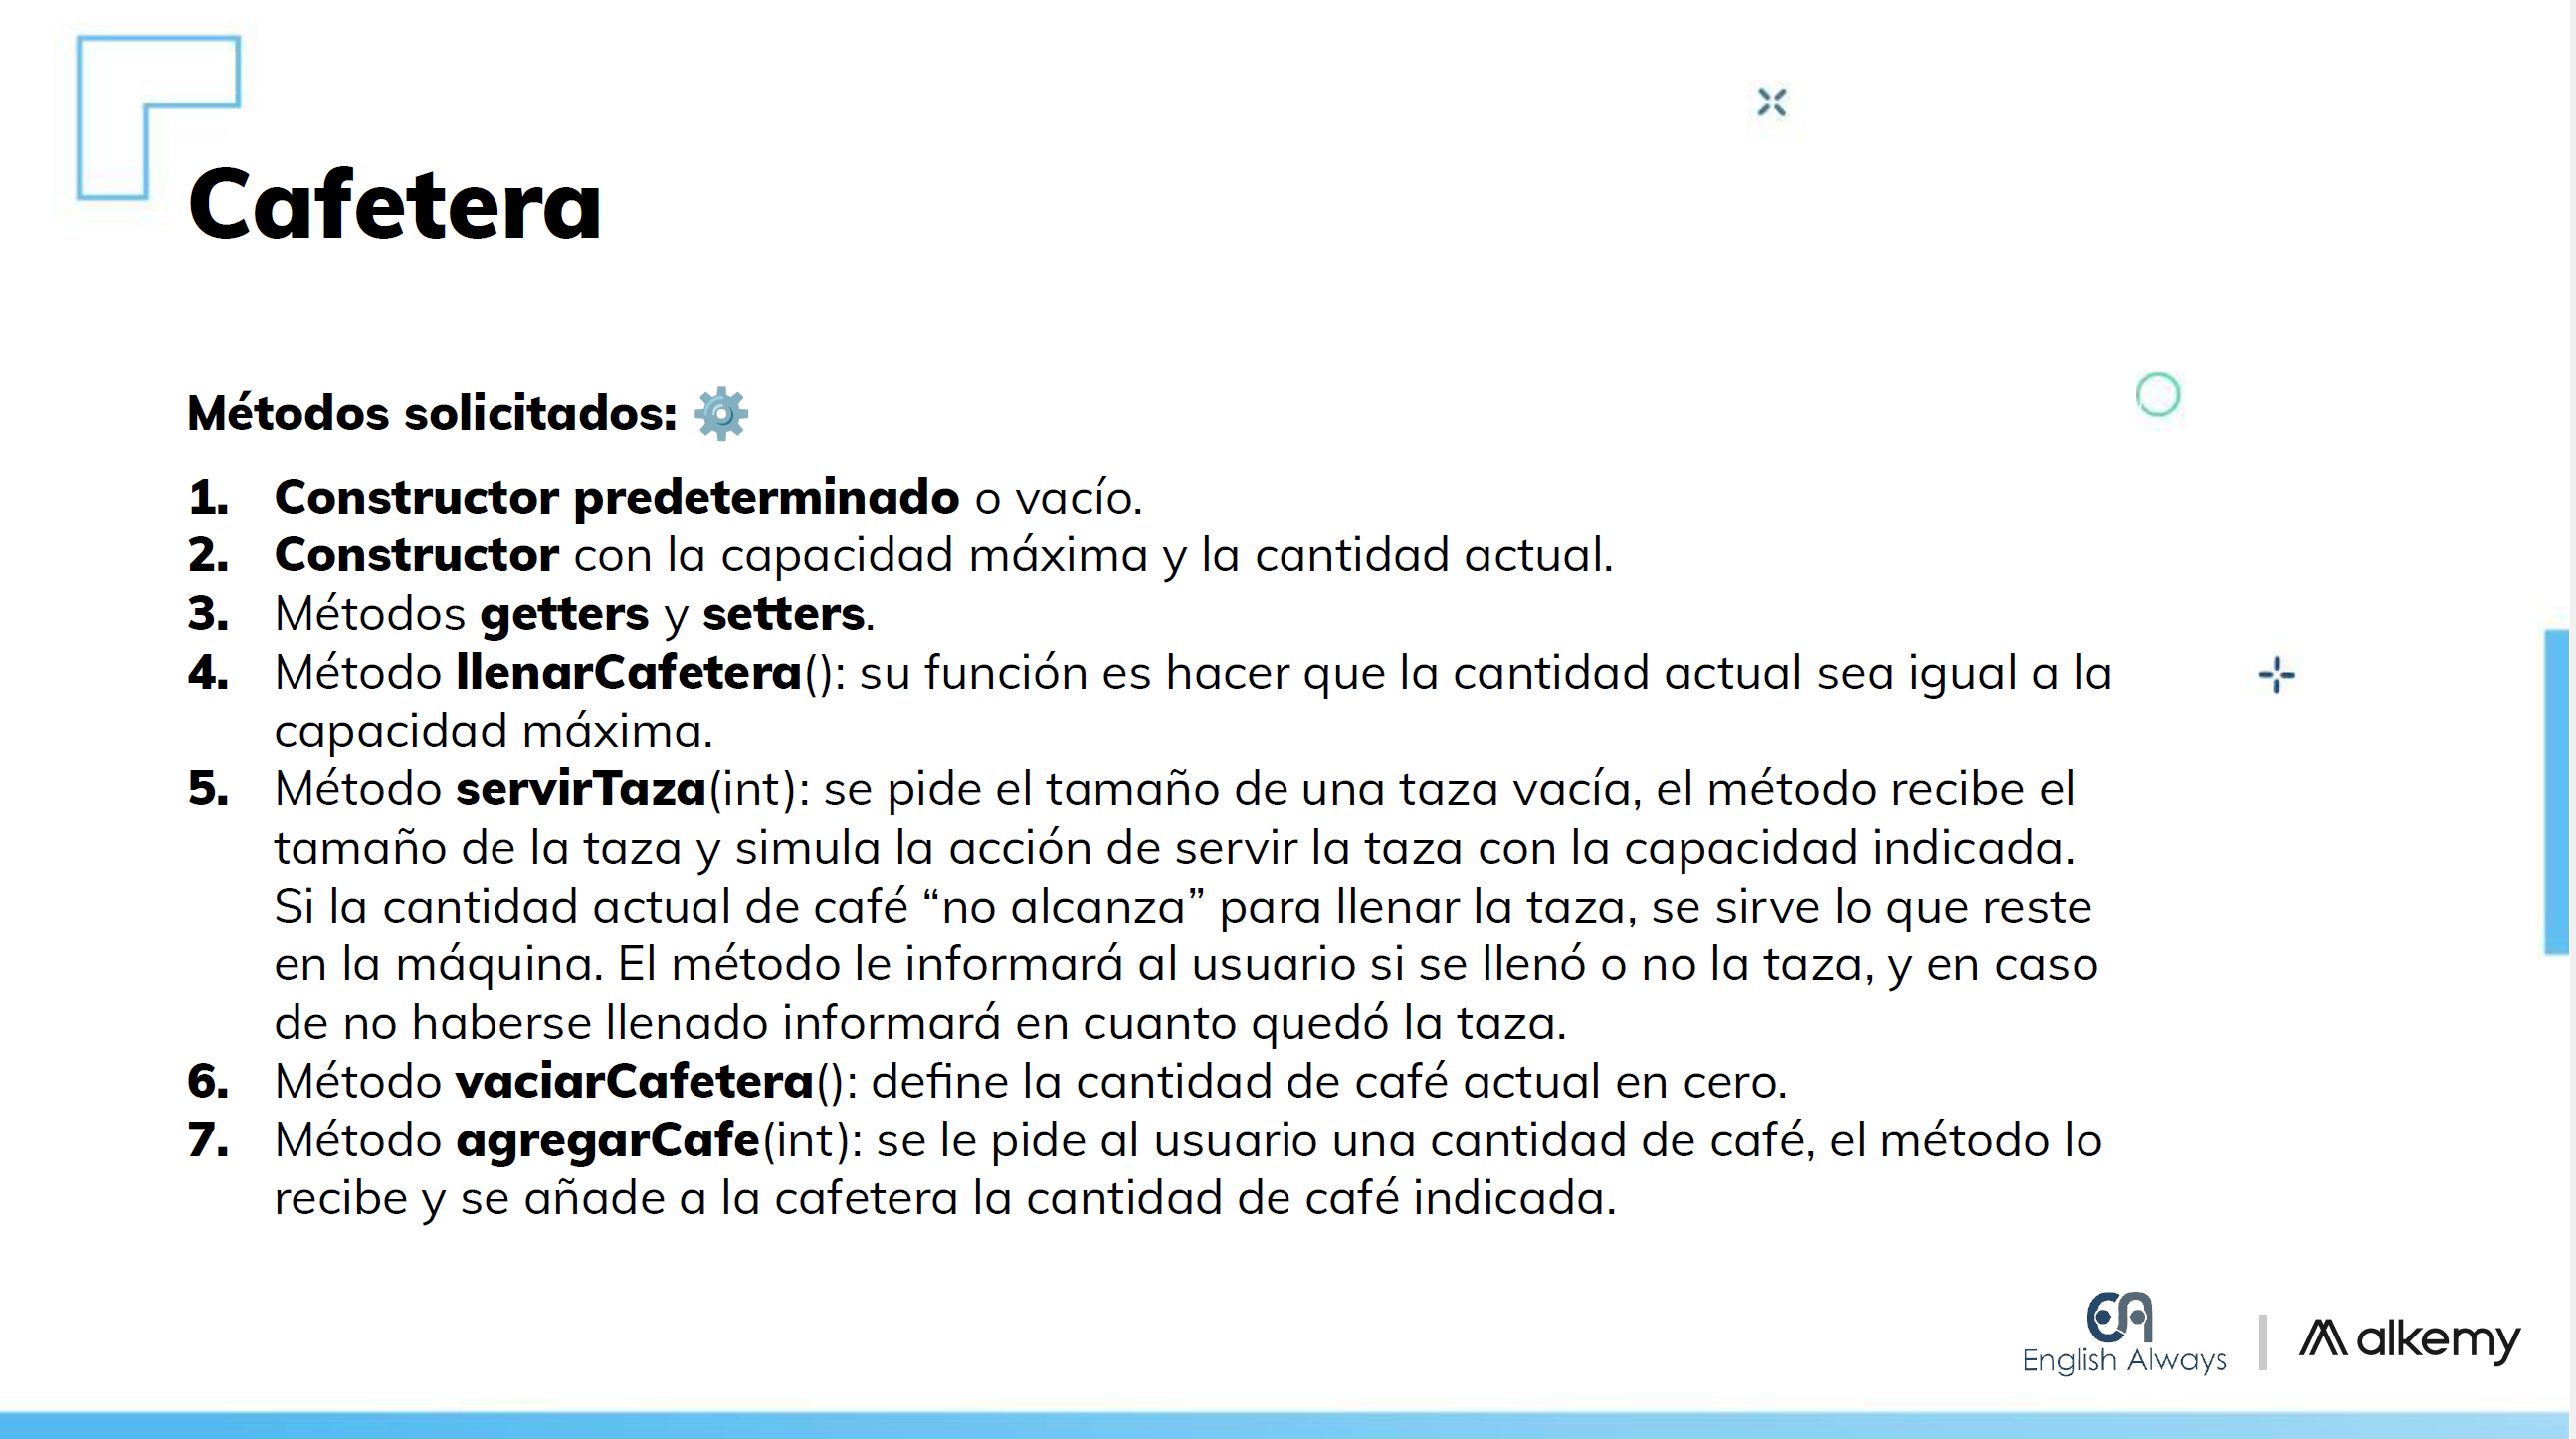 Cafetera
Métodos solicitados:
1. Constructor predeterminado o vacío.
2. Constructor con la capacidad máxima y la cantidad actual.
3. Métodos getters y setters.
4. Método llenarCafetera(): su función es hacer que la cantidad actual sea igual a la
capacidad máxima.
5. Método servirTaza(int): se pide el tamaño de una taza vacía, el método recibe el
tamaño de la taza y simula la acción de servir la taza con la capacidad indicada.
Si la cantidad actual de café “no alcanza” para llenar la taza, se sirve lo que reste
en la máquina. El método le informará al usuario si se llenó o no la taza, y en caso
de no haberse llenado informará en cuanto quedó la taza.
6. Método vaciarCafetera(): define la cantidad de café actual en cero.
7. Método agregarCafe(int): se le pide al usuario una cantidad de café, el método lo
recibe y se añade a la cafetera la cantidad de café indicada.
English Always
alkemy